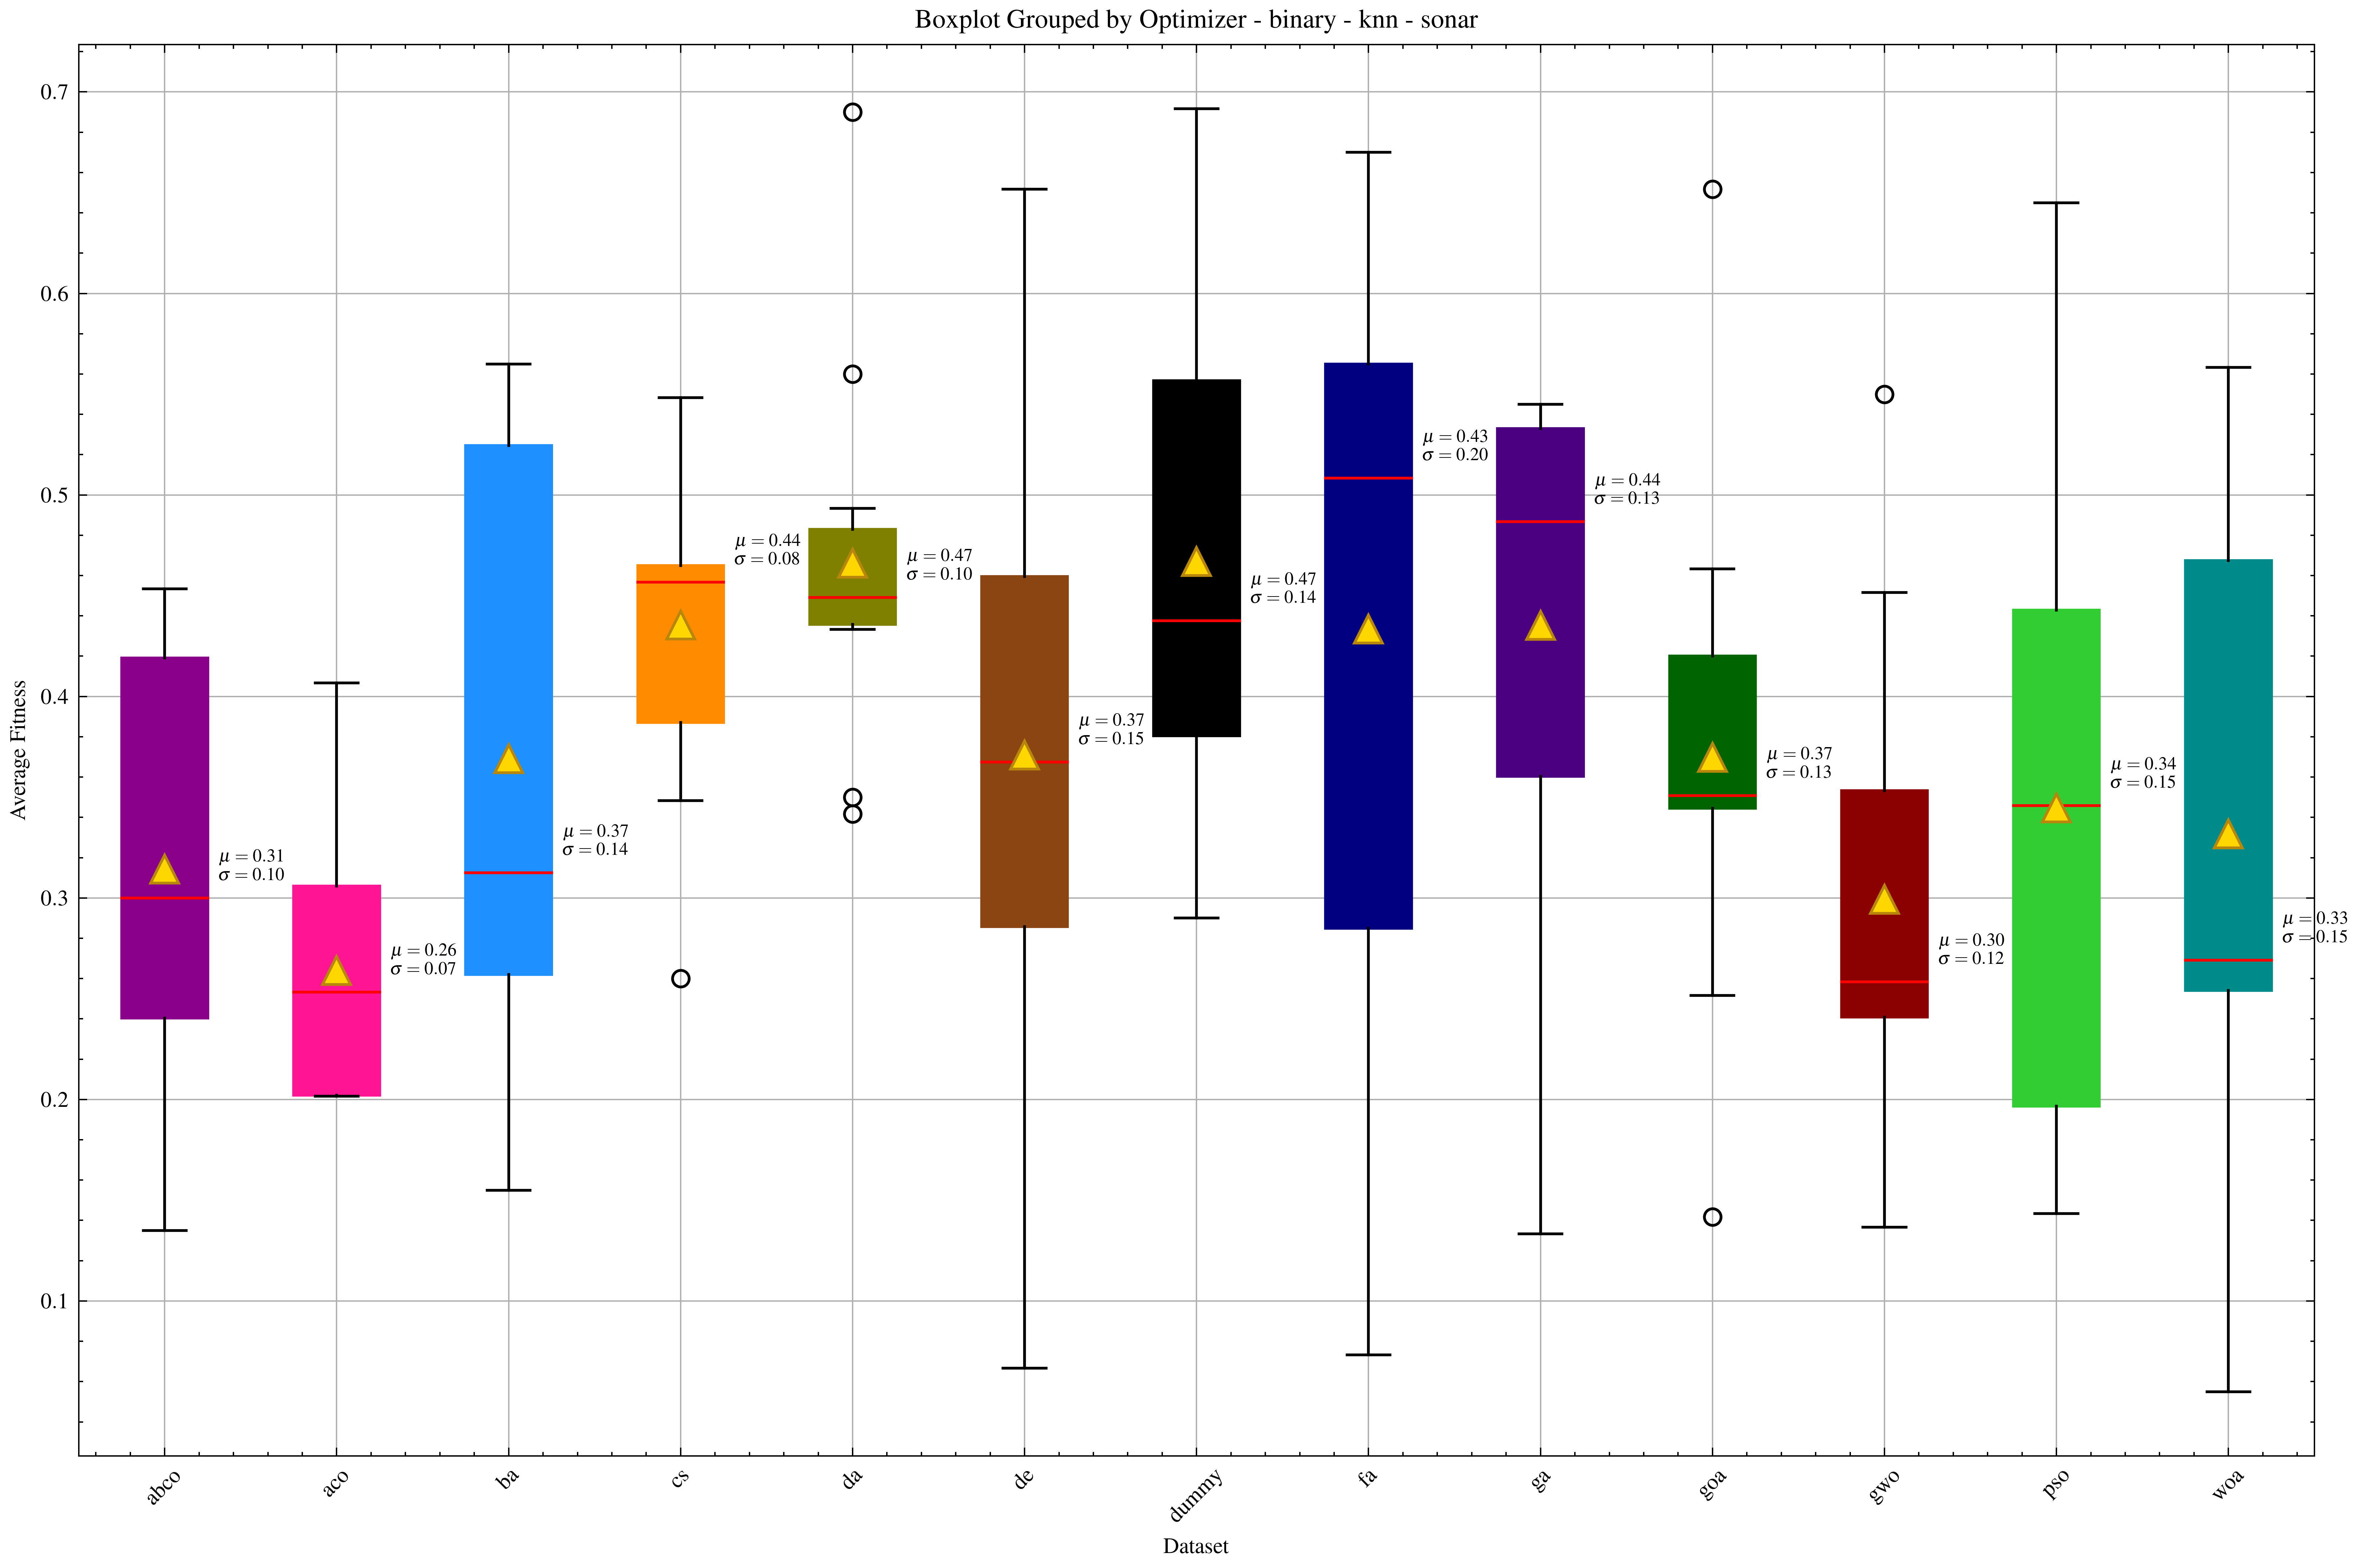 Boxplot Grouped by Optimizer - binary - knn - sonar
Average Fitness
0.7
0.6
0.5
0.4
0.3
0.2
0.1
μ = 0.31
σ = 0.10
μ = 0.26
σ = 0.07
μ = 0.37
σ = 0.14
μ = 0.44
σ = 0.08
μ = 0.47
σ = 0.10
μ = 0.37
σ = 0.15
μ = 0.47
σ = 0.14
μ = 0.43
σ = 0.20
μ = 0.44
σ = 0.13
μ = 0.37
σ = 0.13
μ = 0.30
σ = 0.12
μ = 0.34
σ = 0.15
μ = 0.33
σ = 0.15
abco
aco
ba
cs
da
de
dummy
fa
ga
goa
gwo
pso
woa
Dataset